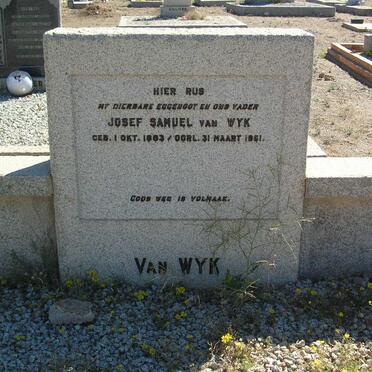 HIER RUS
MY DIERBARE EGGENOOT EN ONS VADER
JOSEF SAMUEL VAN WYK
GEB. 1 OKT. 1883 / OORL. 31 MAART 1961.
GODS WEG IS VOLMAAK.
VAN WYK